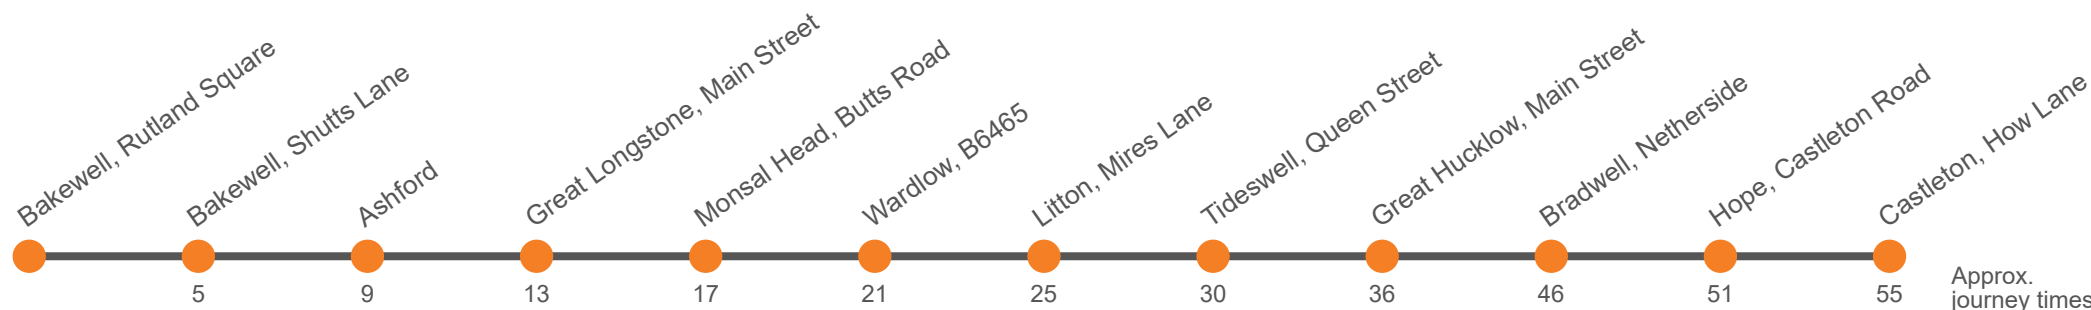 Bakewell, Rutland Square
Bakewell, Shutts Lane
Ashford
Great Longstone, Main Street
Monsal Head, Butts Road
Wardlow, B6465
Litton, Mires Lane
Tideswell, Queen Street
Great Hucklow, Main Street
Bradwell, Netherside
Hope, Castleton Road
Castleton, How Lane
5
9
13
17
21
25
30
36
46
51
55
Approx.
journey times